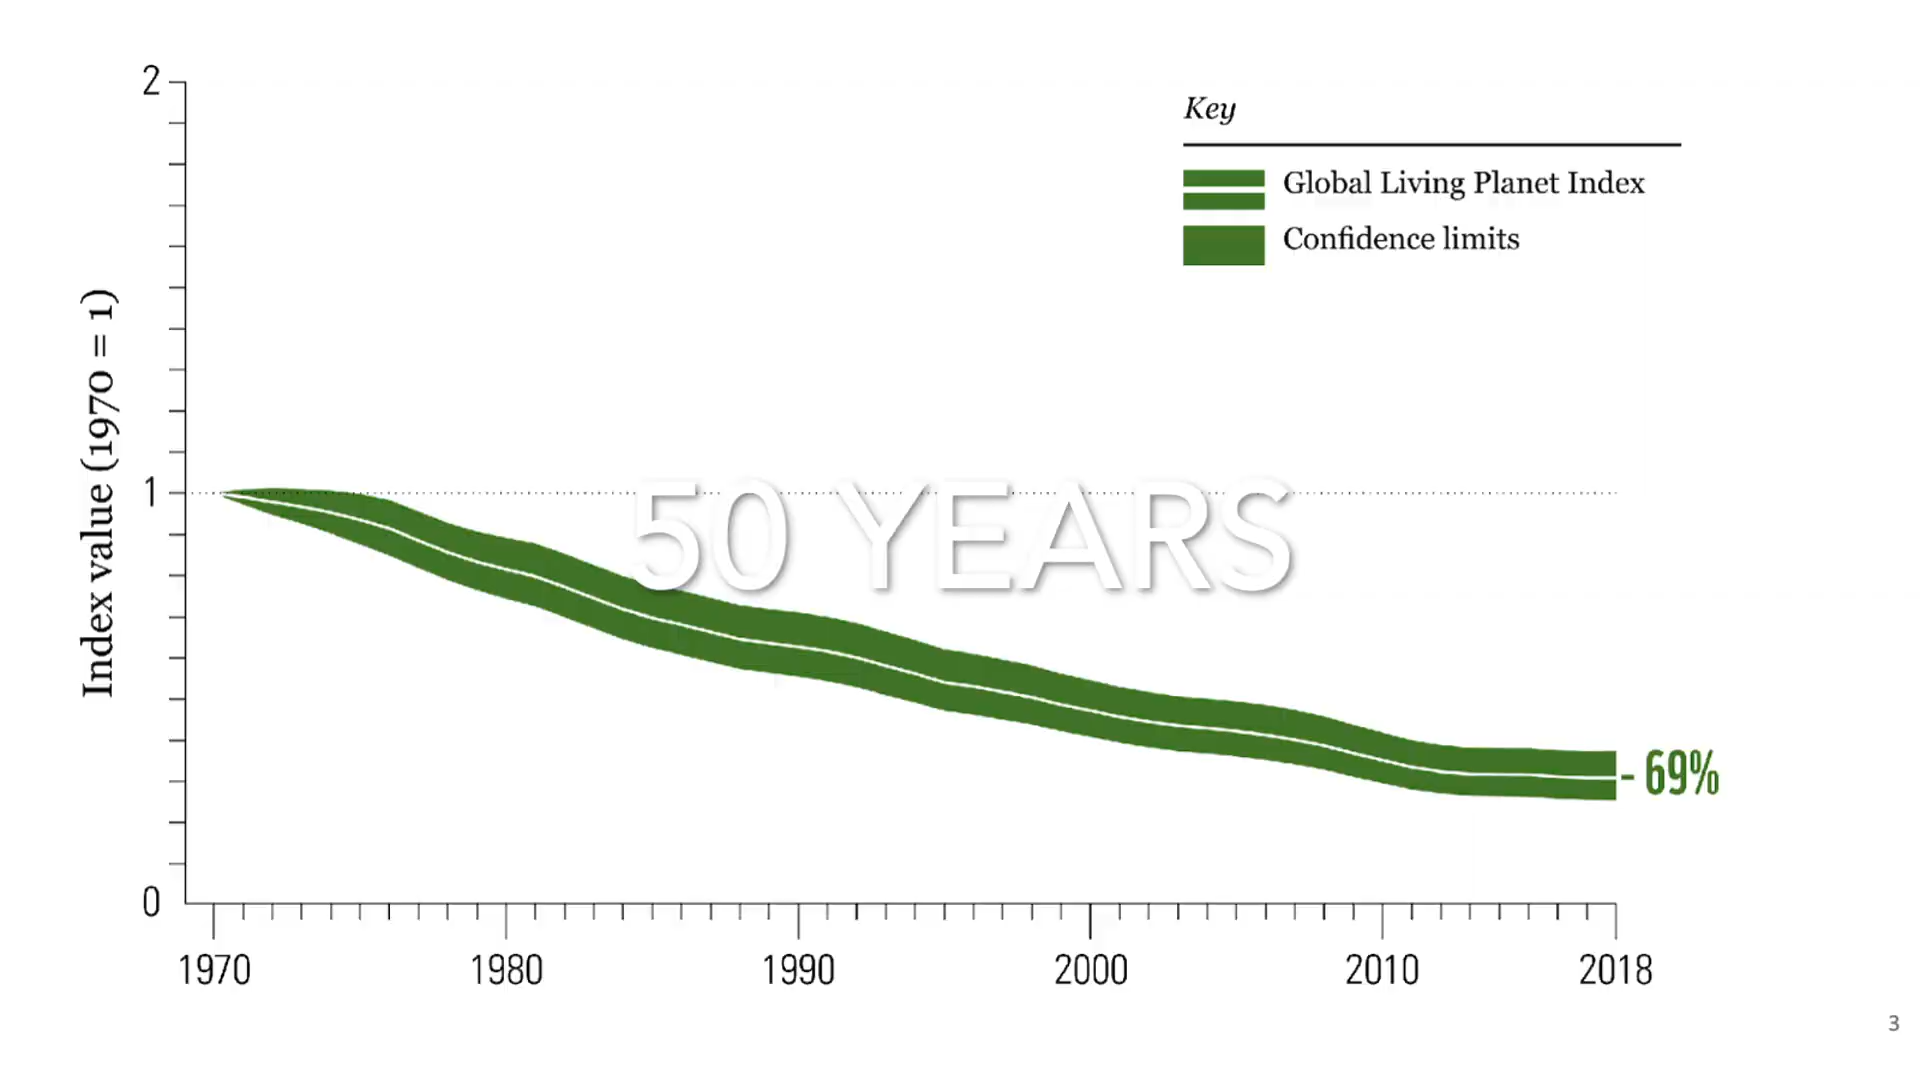 2
Key
Global Living Planet Index
Confidence limits
Index value (1970 = 1)
1
50 YEARS
- 69%
0
1970 1980 1990 2000 2010 2018
3